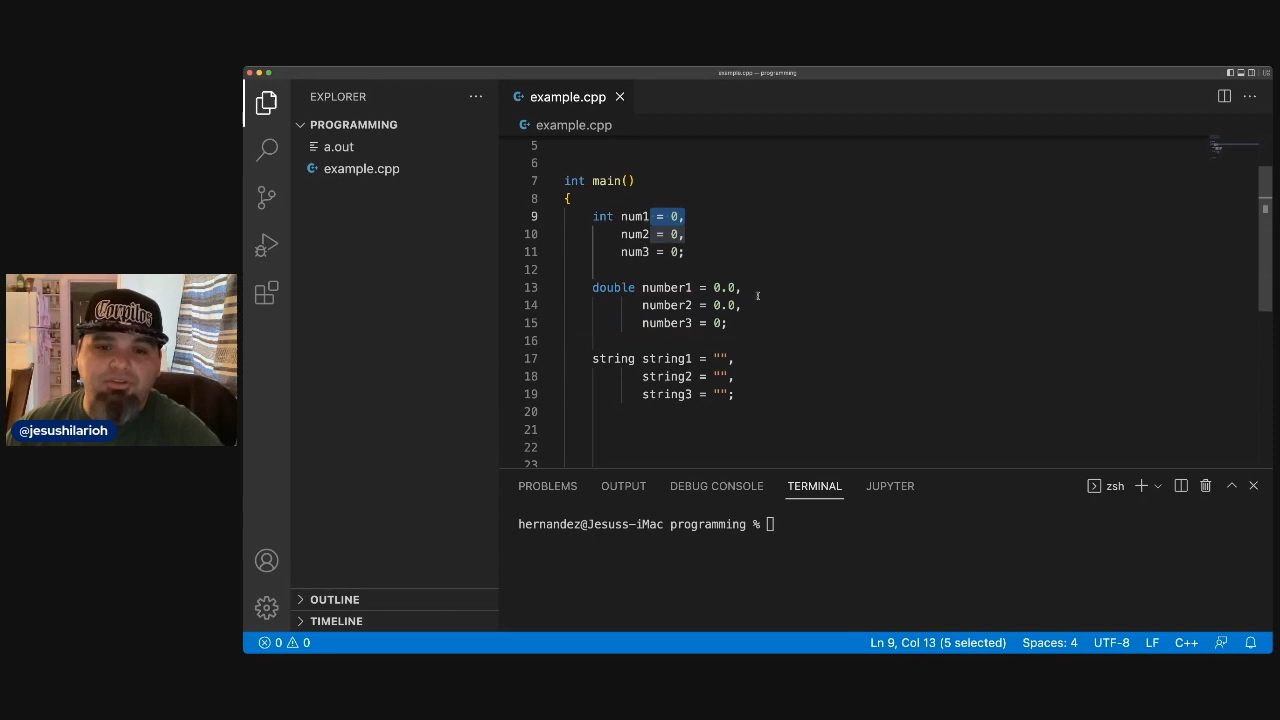 example.cpp — programming
EXPLORER
example.cpp
PROGRAMMING
example.cpp
a.out
example.cpp
5
6
7 int main()
8 {
9 int num1 = 0,
10 num2 = 0,
11 num3 = 0;
12
13 double number1 = 0.0,
14 number2 = 0.0,
15 number3 = 0;
16
17 string string1 = "",
18 string2 = "",
19 string3 = "";
20
21
22
23
Corpitos
@jesushilarioh
PROBLEMS OUTPUT DEBUG CONSOLE TERMINAL JUPYTER zsh
hernandez@Jesuss-iMac programming %
OUTLINE
TIMELINE
0 0 Ln 9, Col 13 (5 selected) Spaces: 4 UTF-8 LF C++